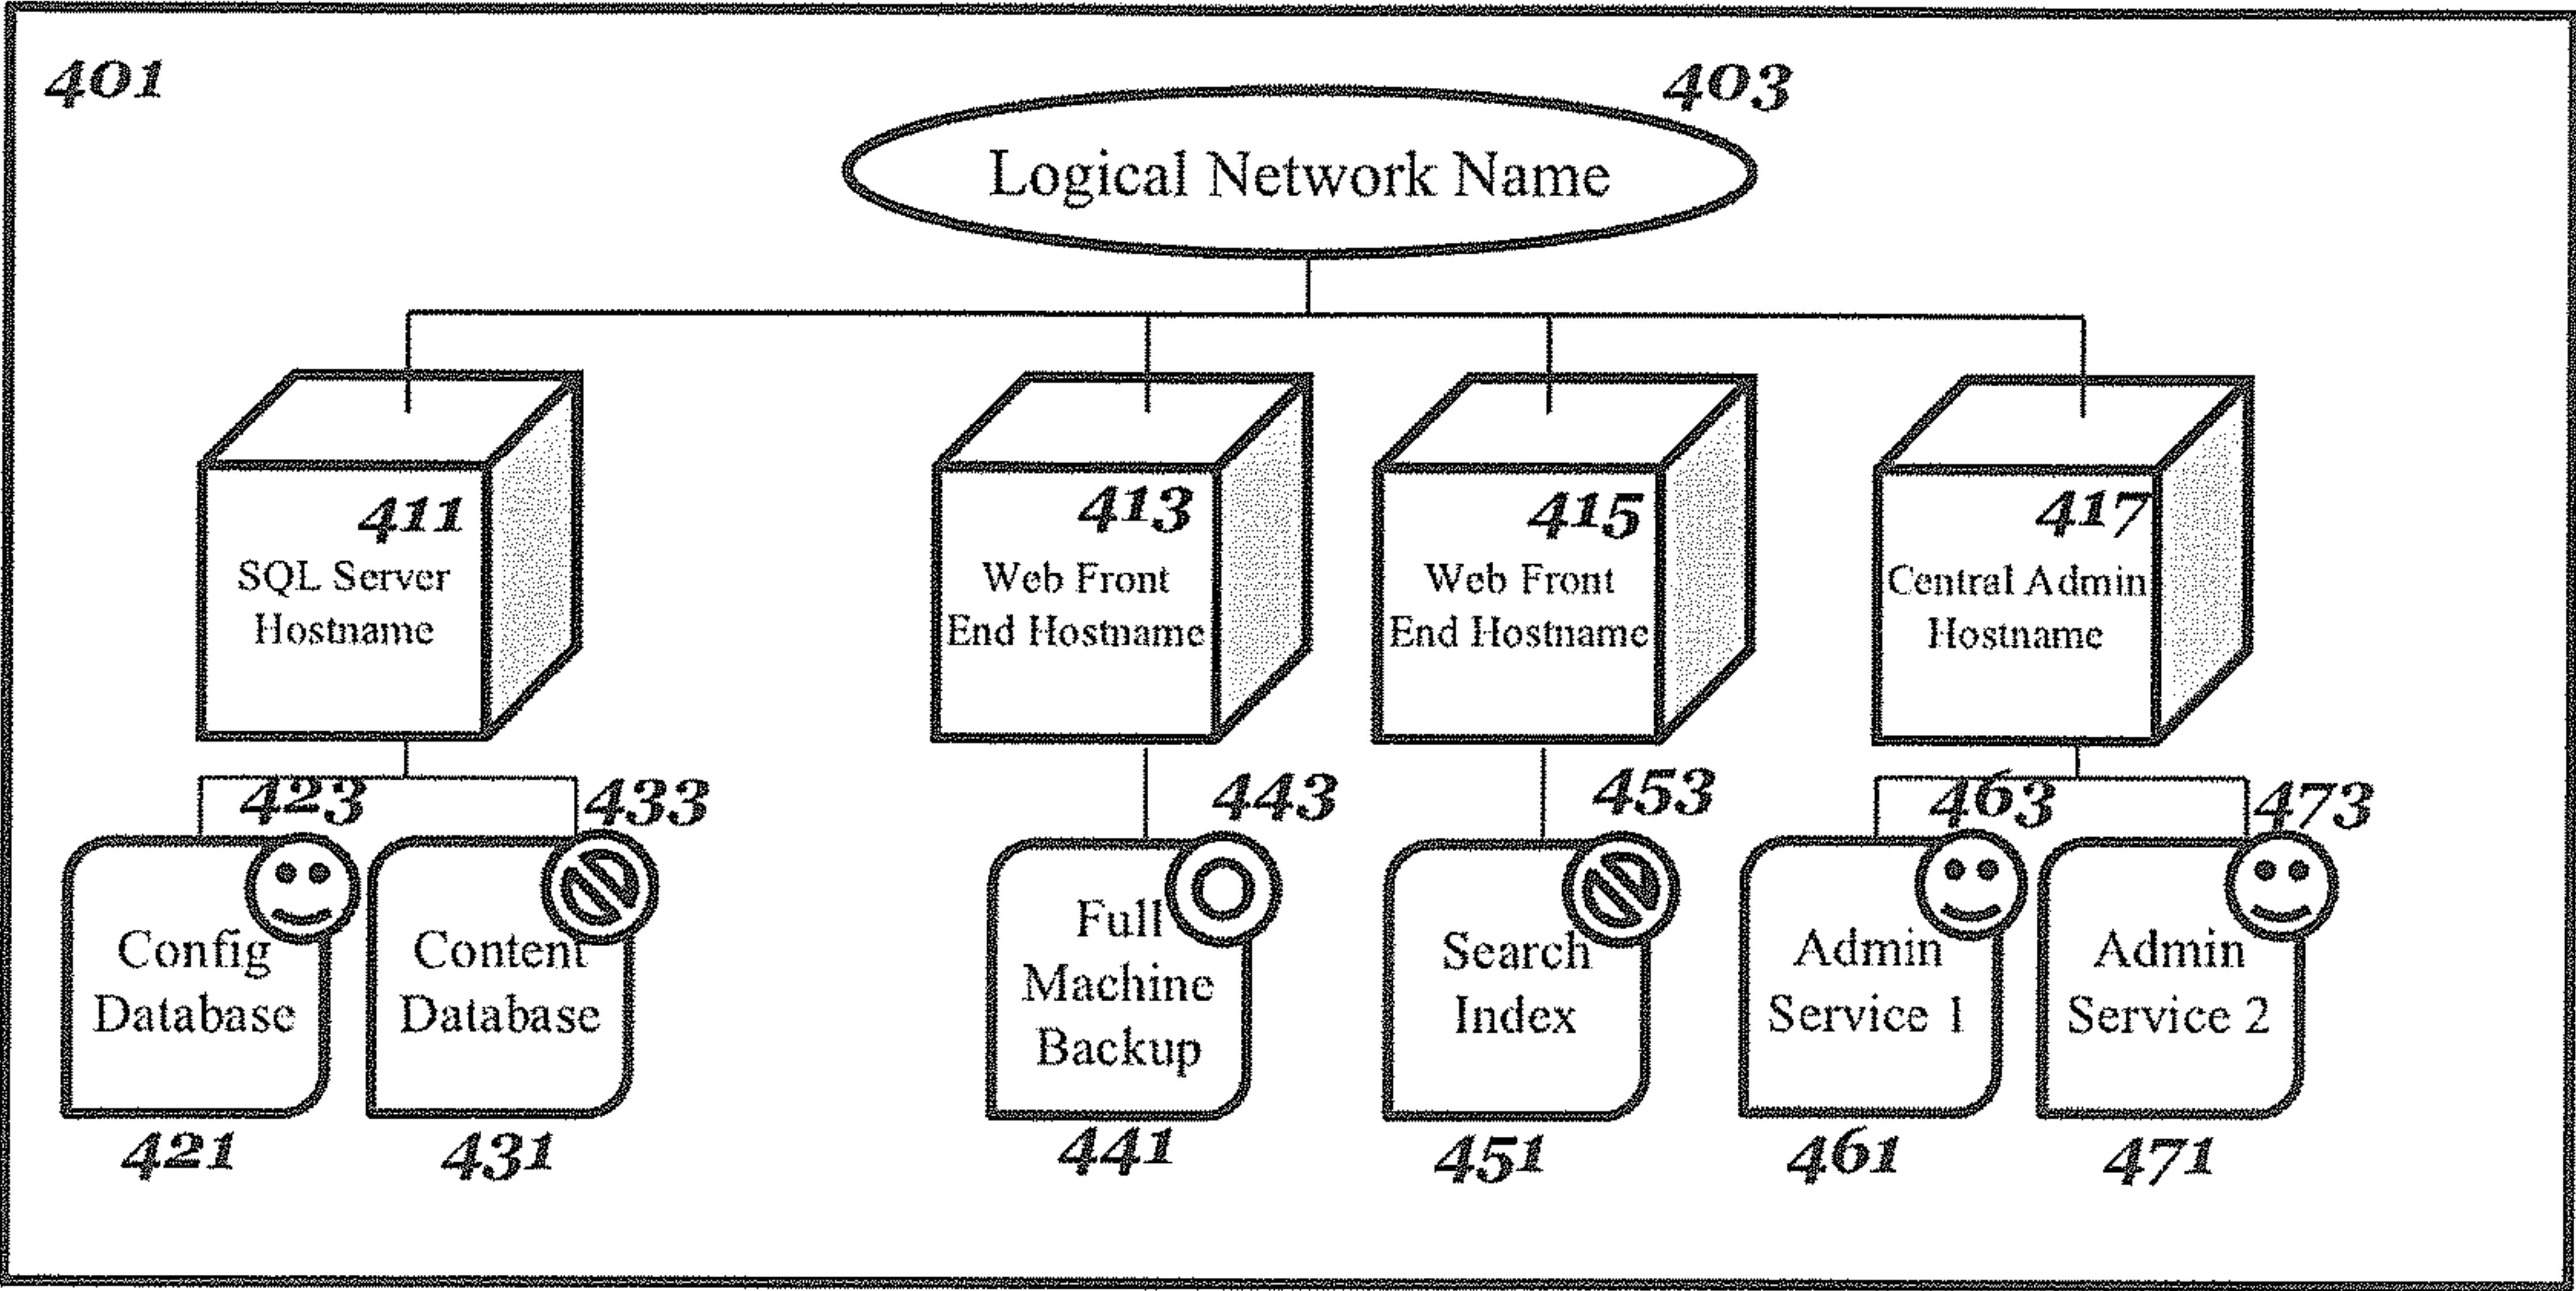 401
403
Logical Network Name
411
SQL Server
Hostname
413
Web Front
End Hostname
415
Web Front
End Hostname
417
Central Admin
Hostname
423
433
443
453
463
473
Config
Database
Content
Database
Full
Machine
Backup
Search
Index
Admin
Service 1
Admin
Service 2
421
431
441
451
461
471